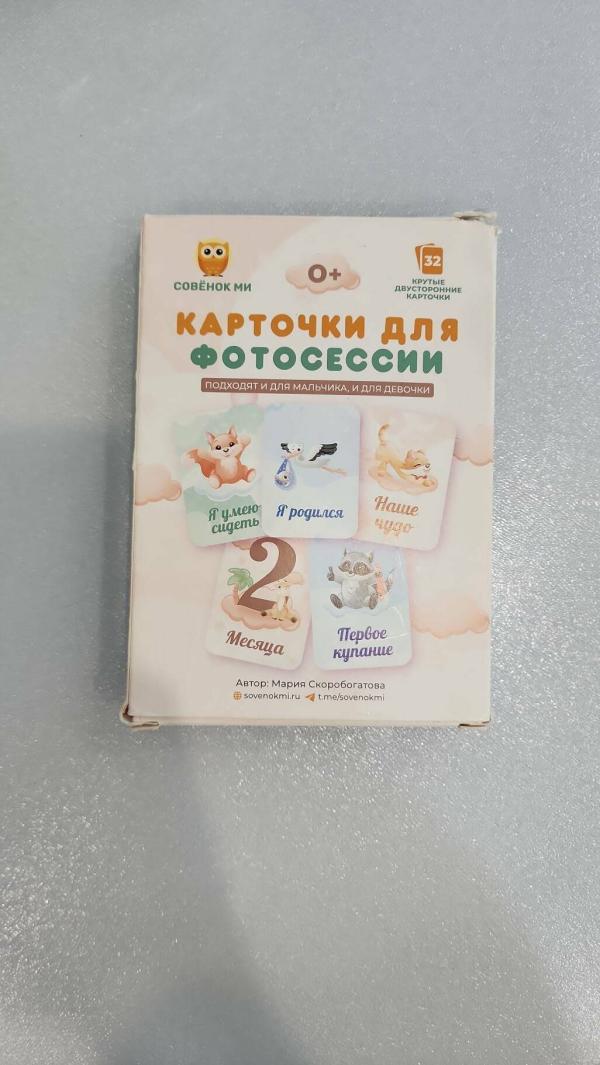 СОВЁНОК МИ
0+
32
КРУТЫЕ
ДВУСТОРОННИЕ
КАРТОЧКИ
КАРТОЧКИ ДЛЯ
ФОТОСЕССИИ
ПОДХОДЯТ И ДЛЯ МАЛЬЧИКА, И ДЛЯ ДЕВОЧКИ
Я умею
сидеть
Я родился
Наше
чудо
2
Месяца
Первое
купание
Автор: Мария Скоробогатова
sovenokmi.ru t.me/sovenokmi